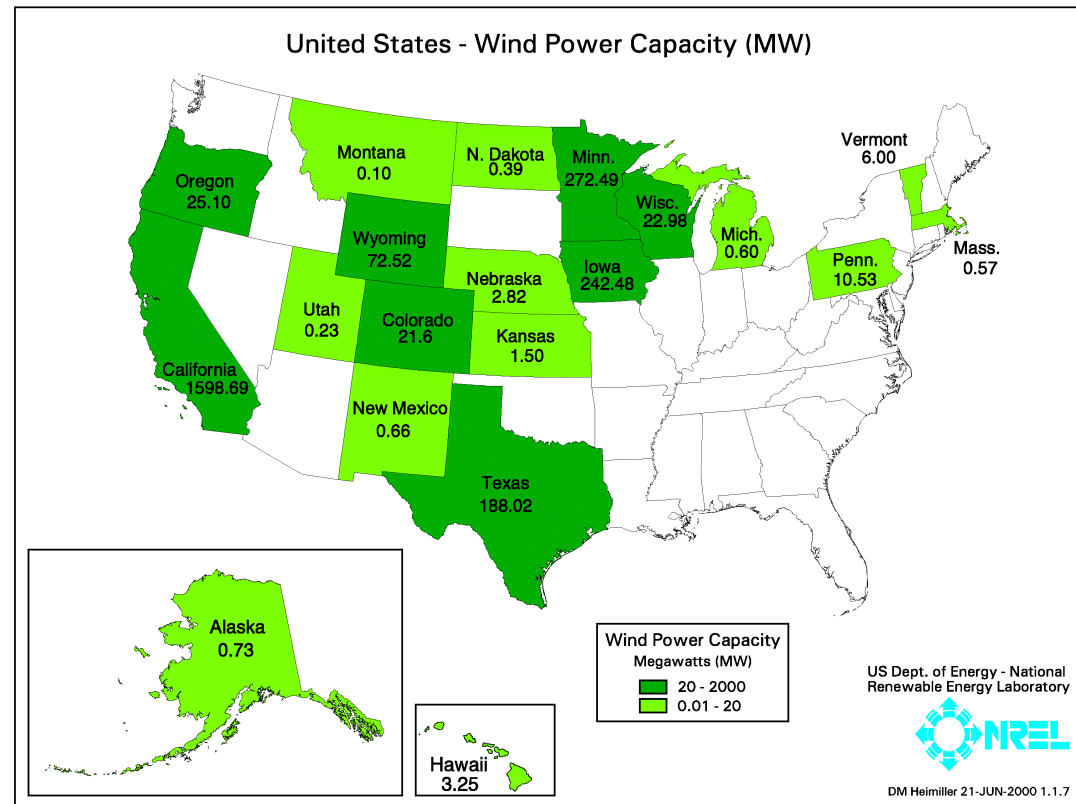 United States - Wind Power Capacity (MW)
Vermont
6.00
Montana
0.10
N. Dakota
0.39
Minn.
272.49
Oregon
25.10
Wisc.
22.98
Mich.
0.60
Mass.
0.57
Wyoming
72.52
Iowa
242.48
Penn.
10.53
Nebraska
2.82
Utah
0.23
Colorado
21.6
Kansas
1.50
California
1598.69
New Mexico
0.66
Texas
188.02
Alaska
0.73
Hawaii
3.25
Wind Power Capacity
Megawatts (MW)
20 - 2000
0.01 - 20
US Dept. of Energy - National
Renewable Energy Laboratory
NREL
DM Heimiller 21-JUN-2000 1.1.7